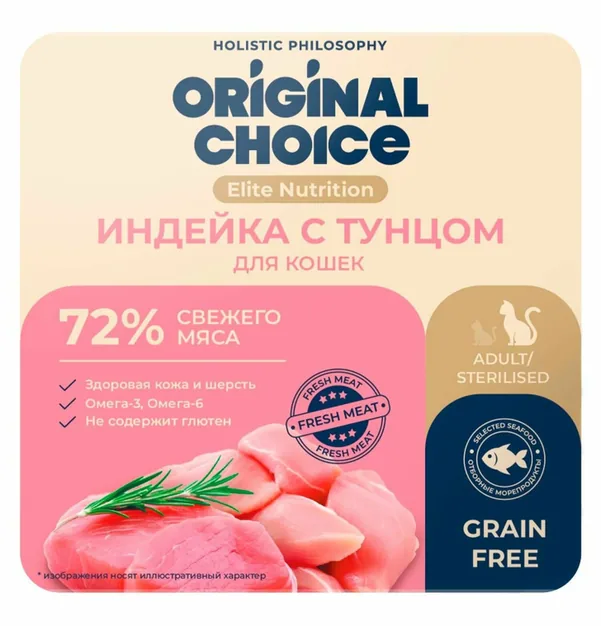 HOLISTIC PHILOSOPHY
ORIGINAL
CHOICE
Elite Nutrition
ИНДЕЙКА С ТУНЦОМ
ДЛЯ КОШЕК
72% СВЕЖЕГО
МЯСА
Здоровая кожа и шерсть
Омега-3, Омега-6
Не содержит глютен
FRESH MEAT
FRESH MEAT
FRESH MEAT
ADULT/
STERILISED
SELECTED SEAFOOD
ОТБОРНЫЕ МОРЕПРОДУКТЫ
GRAIN
FREE
* изображения носят иллюстративный характер